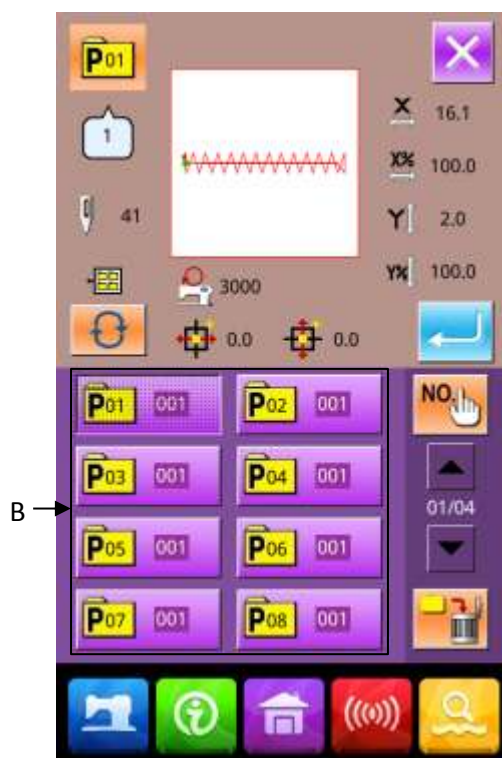 P01
1
X 16.1
X% 100.0
41
Y 2.0
Y% 100.0
3000
0.0 0.0
P01 001 P02 001
NO.
P03 001 P04 001
01/04
B
P05 001 P06 001
P07 001 P08 001